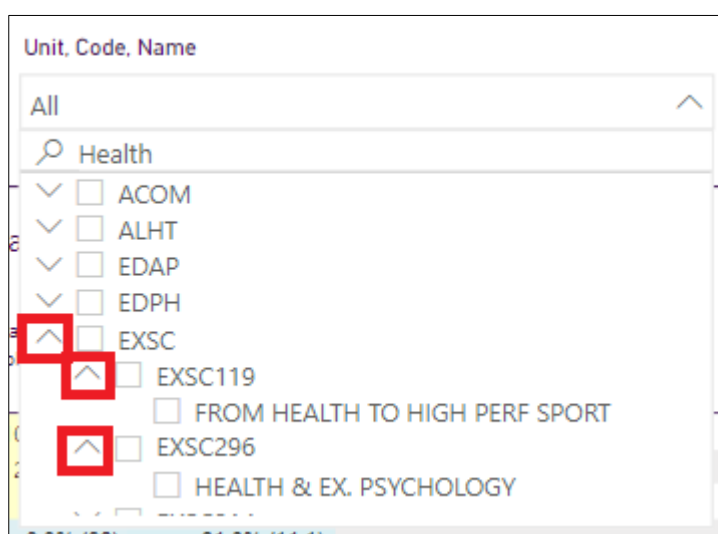 Unit, Code, Name
All
Health
ACOM
ALHT
EDAP
EDPH
EXSC
EXSC119
FROM HEALTH TO HIGH PERF SPORT
EXSC296
HEALTH & EX. PSYCHOLOGY